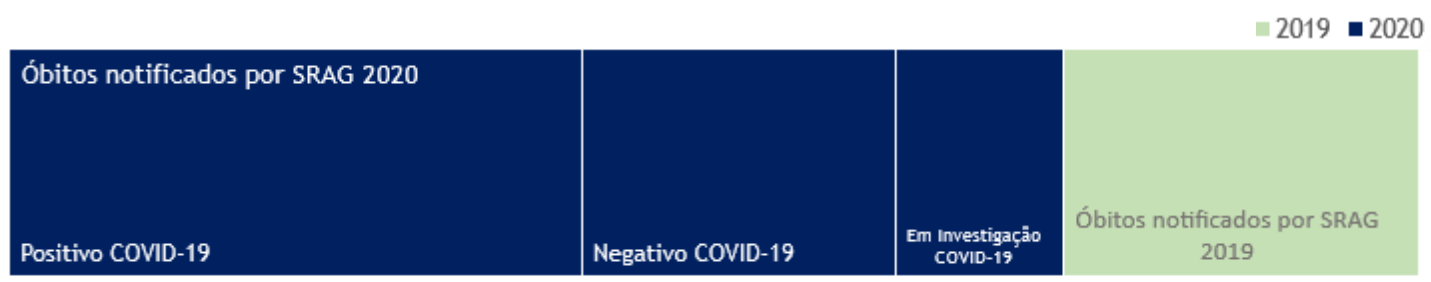 2019 2020
Óbitos notificados por SRAG 2020
Positivo COVID-19
Negativo COVID-19
Em Investigação
COVID-19
Óbitos notificados por SRAG
2019